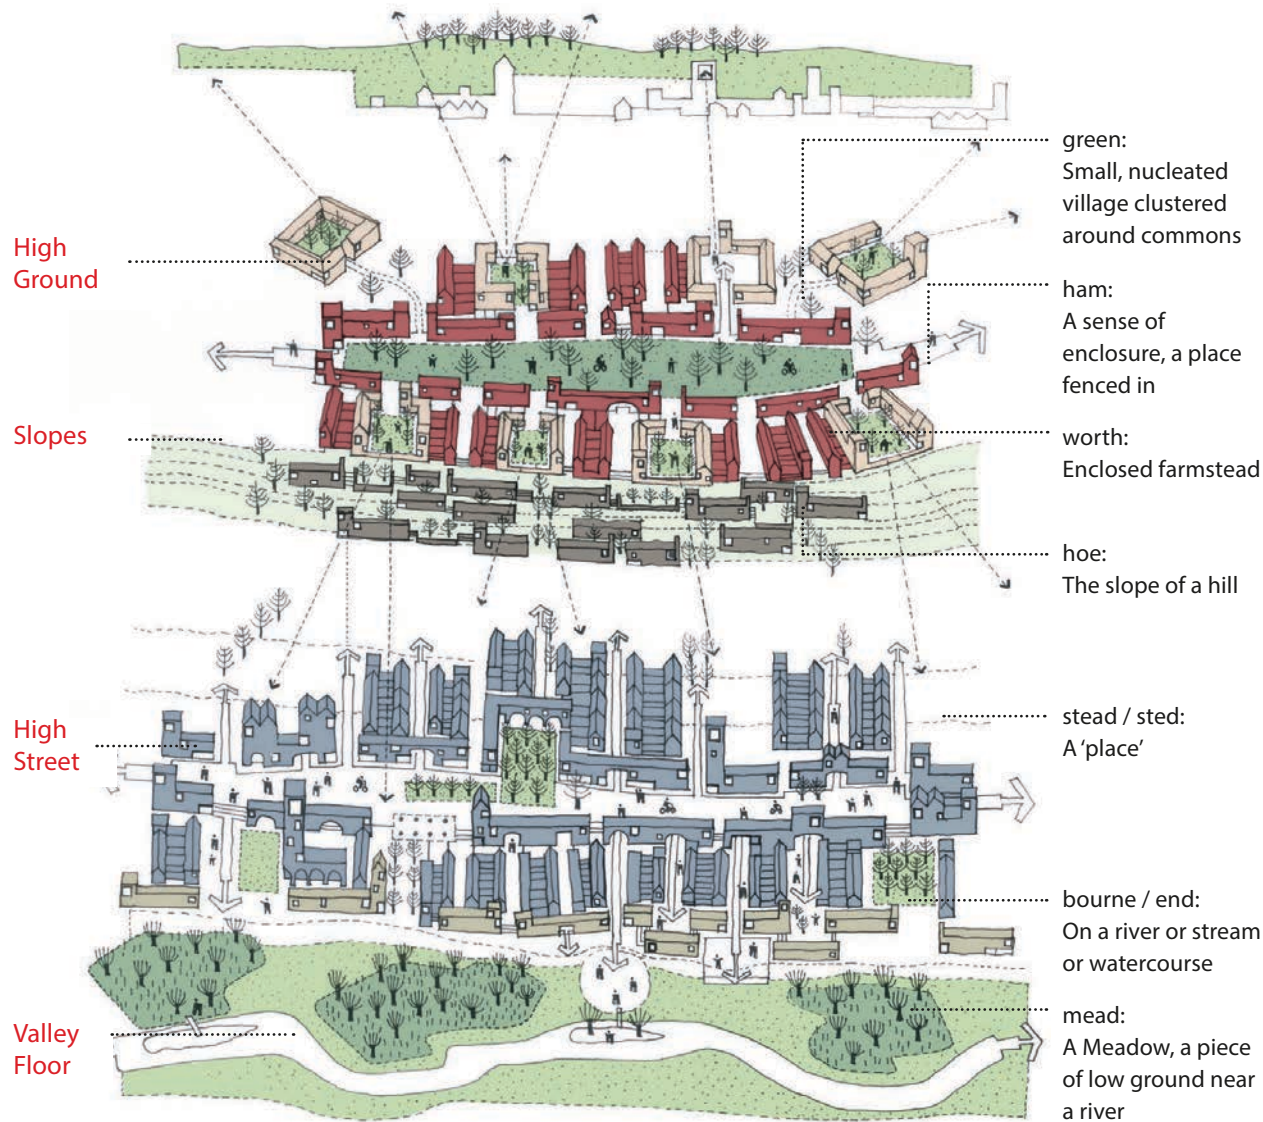 High
Ground
Slopes
High
Street
Valley
Floor
green:
Small, nucleated
village clustered
around commons
ham:
A sense of
enclosure, a place
fenced in
worth:
Enclosed farmstead
hoe:
The slope of a hill
stead / sted:
A ‘place’
bourne / end:
On a river or stream
or watercourse
mead:
A Meadow, a piece
of low ground near
a river